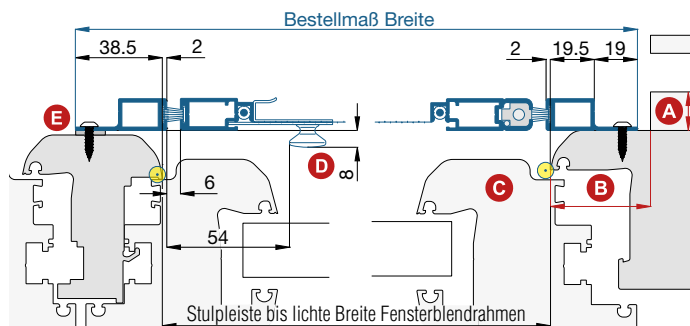 Bestellmaß Breite
38.5
2
2
19.5
19
E
A
D
8
C
B
6
54
Stulpleiste bis lichte Breite Fensterblendrahmen